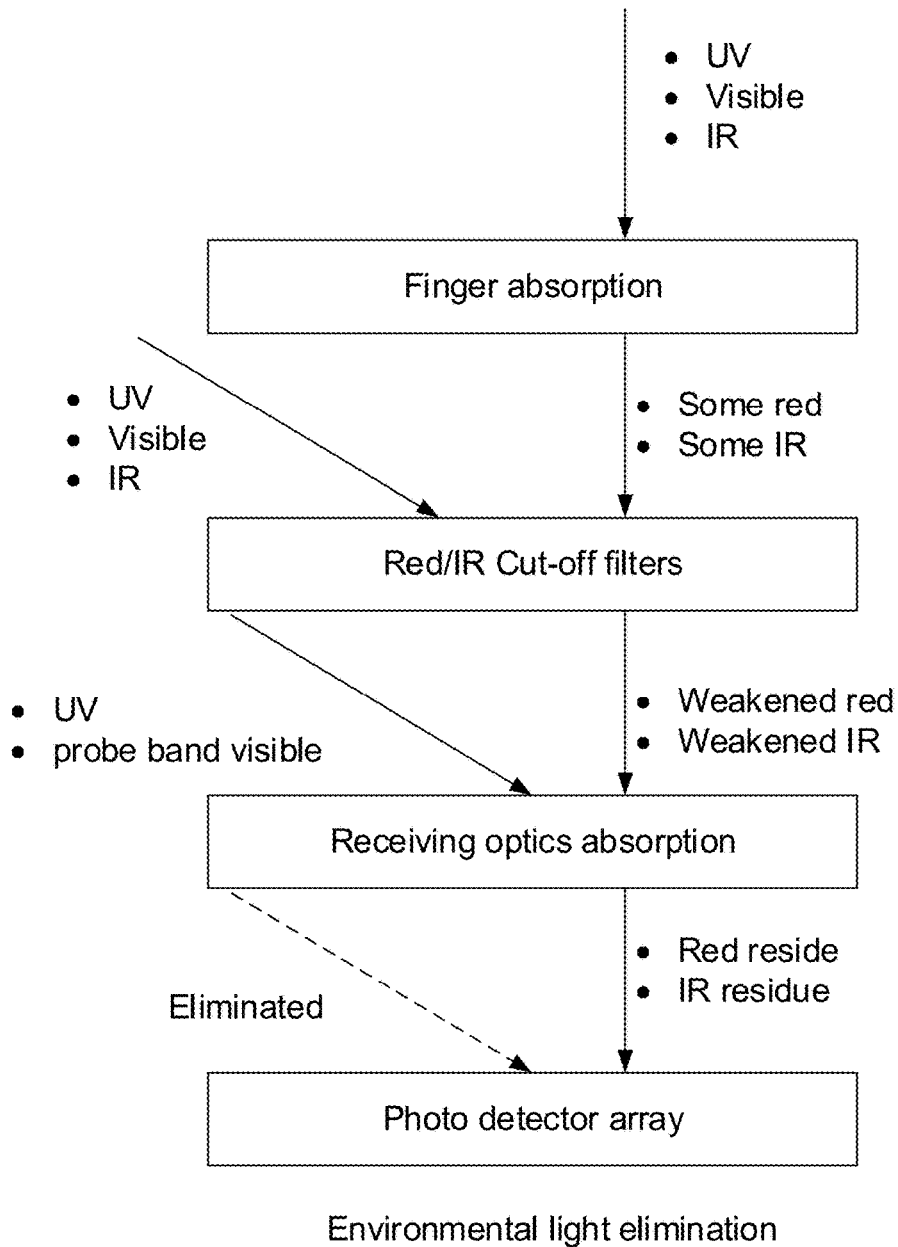 • UV
• Visible
• IR
Finger absorption
• UV
• Visible
• IR
• Some red
• Some IR
Red/IR Cut-off filters
• UV
• probe band visible
• Weakened red
• Weakened IR
Receiving optics absorption
Eliminated
• Red reside
• IR residue
Photo detector array
Environmental light elimination